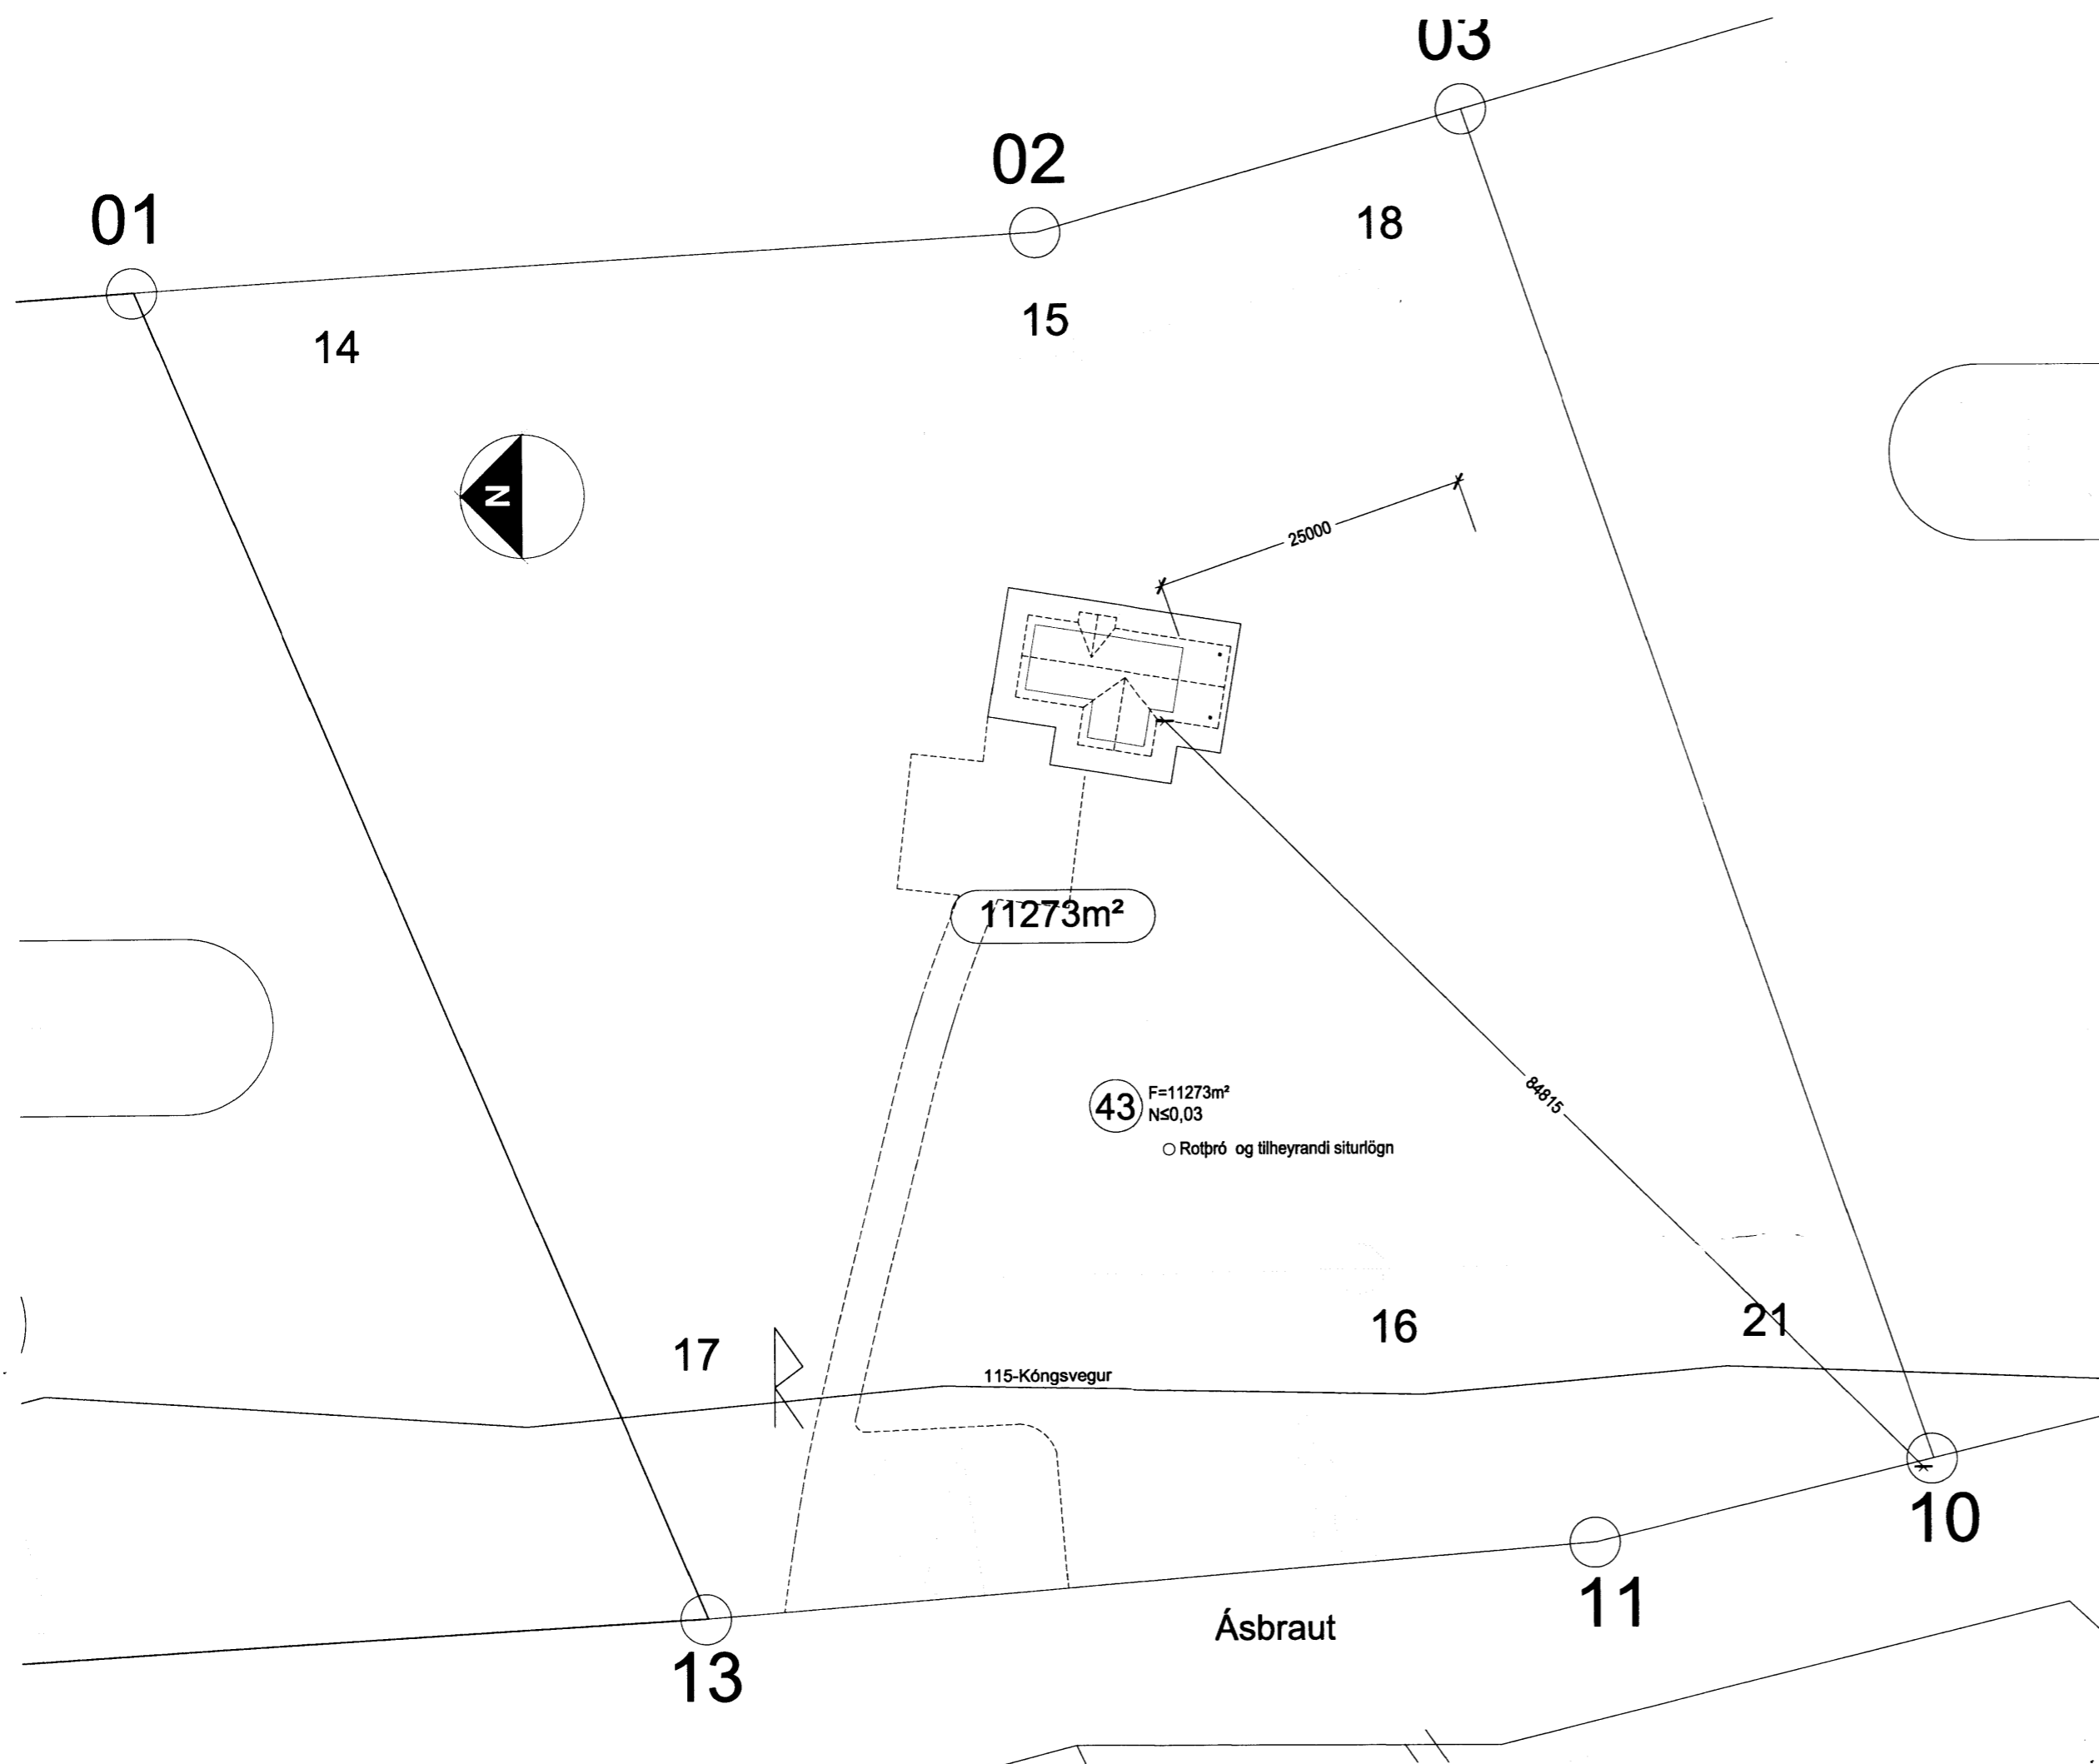 03
02
01
18
15
14
N
25000
11273m²
84815
43
F=11273m²
N≤0,03
Rotþró og tilheyrandi siturlögn
21
16
17
115-Kóngsvegur
10
11
Ásbraut
13